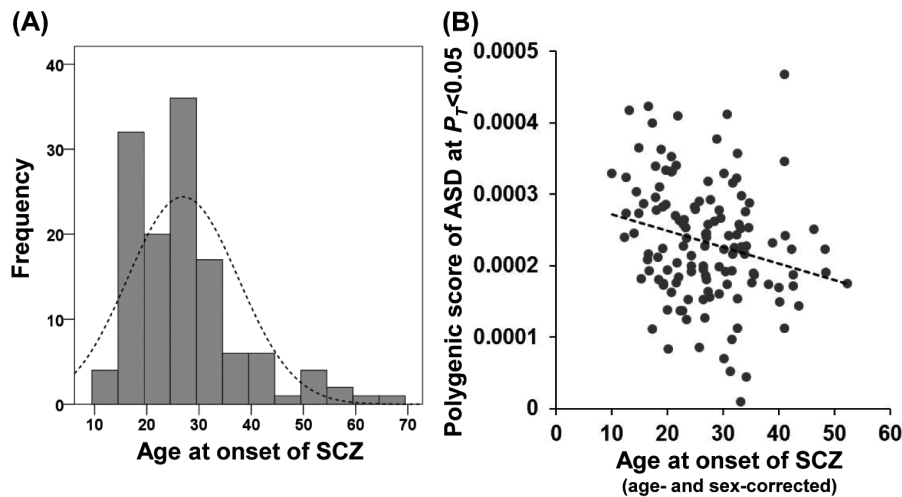 (A)
40
30
20
10
0
Frequency
10 20 30 40 50 60 70
Age at onset of SCZ
(B)
0.0005
0.0004
0.0003
0.0002
0.0001
0
Polygenic score of ASD at PT<0.05
0 10 20 30 40 50 60
Age at onset of SCZ
(age- and sex-corrected)